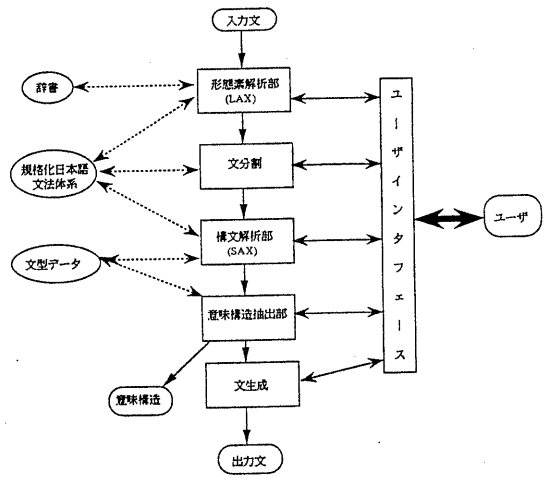 入力文
形態素解析部
(LAX)
辞書
文分割
規格化日本語
文法体系
構文解析部
(SAX)
文型データ
意味構造抽出部
文生成
意味構造
出力文
ユーザインタフェース
ユーザ